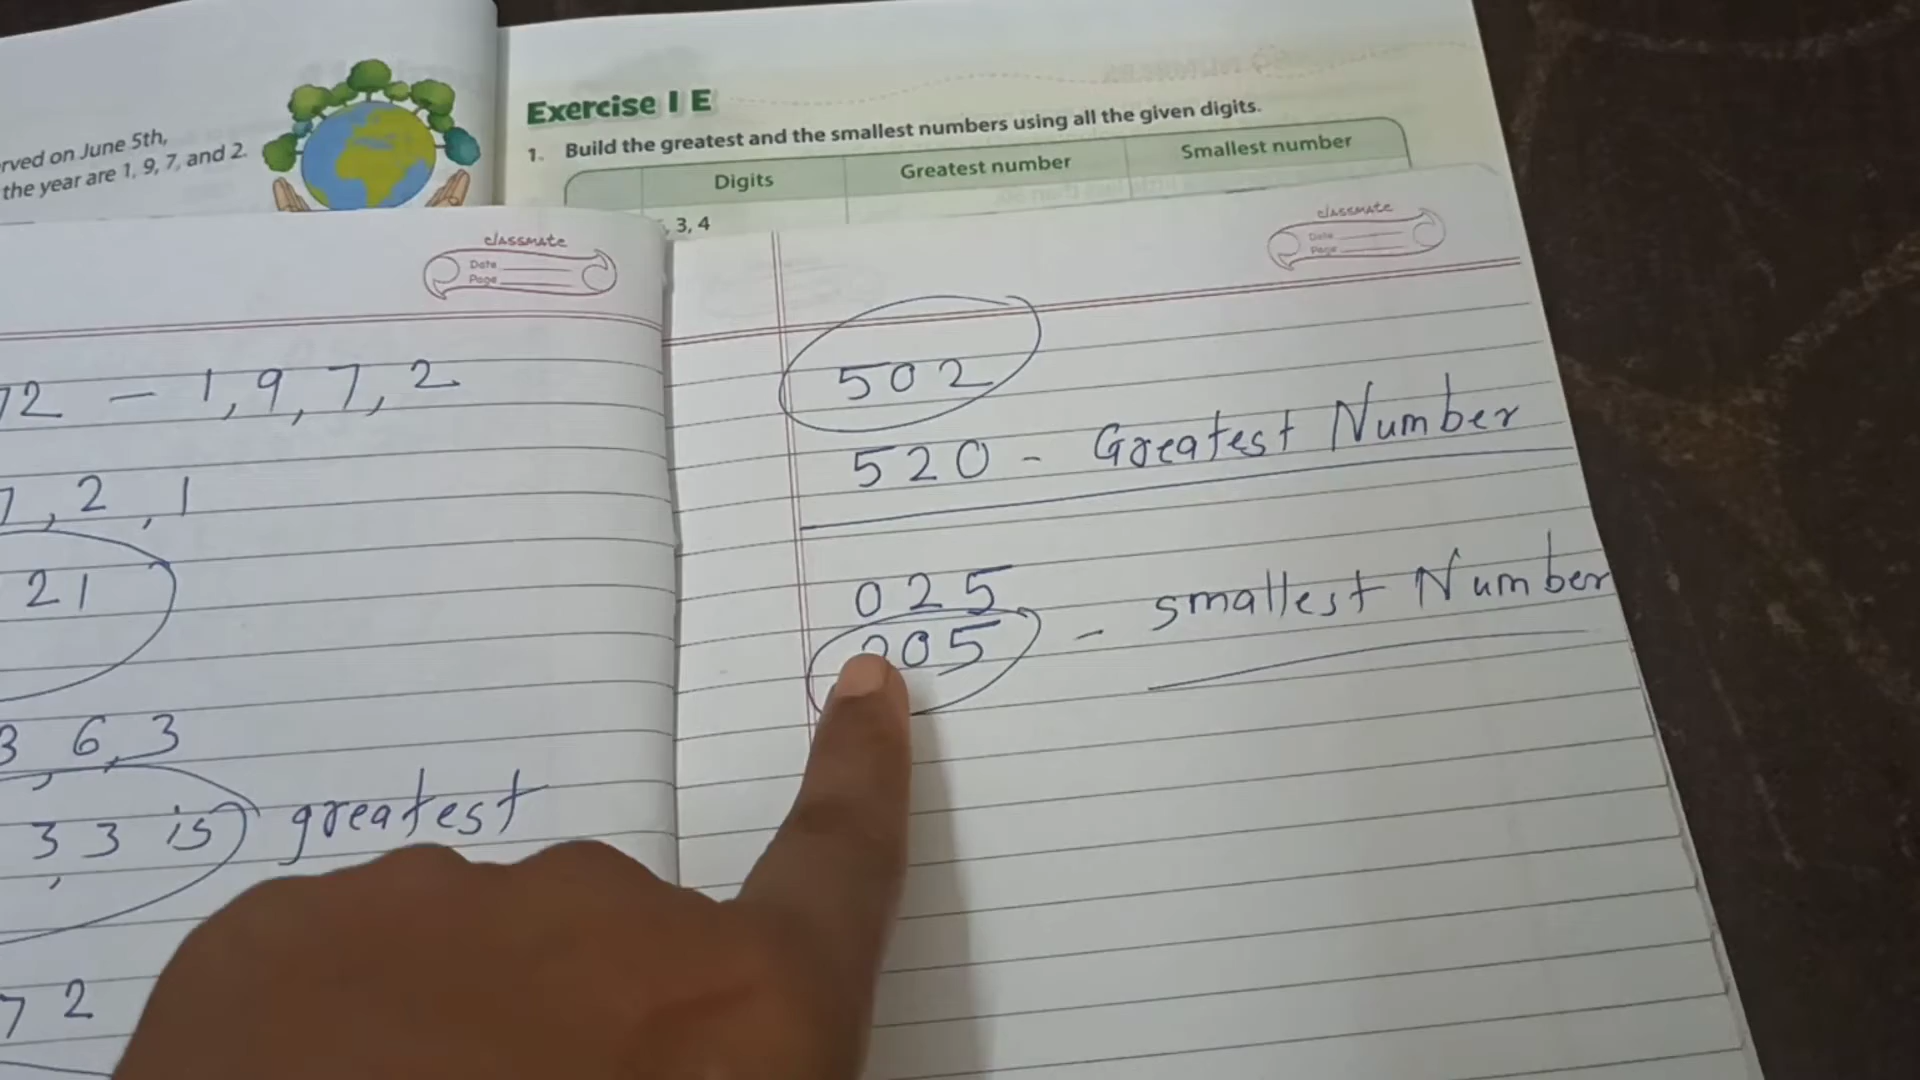 rved on June 5th,
the year are 1, 9, 7, and 2.
Exercise 1 E
1. Build the greatest and the smallest numbers using all the given digits.
Digits Greatest number Smallest number
, 3, 4
classmate
Date
Page
72 - 1, 9, 7, 2
7, 2, 1
21
3, 6, 3
3, 3 is greatest
7 2
classmate
Date
Page
502
520 - Greatest Number
025
205 - smallest Number